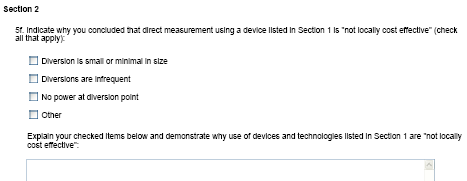 Section 2
5f. Indicate why you concluded that direct measurement using a device listed in Section 1 is "not locally cost effective" (check
all that apply):
Diversion is small or minimal in size
Diversions are infrequent
No power at diversion point
Other
Explain your checked items below and demonstrate why use of devices and technologies listed in Section 1 are "not locally
cost effective":